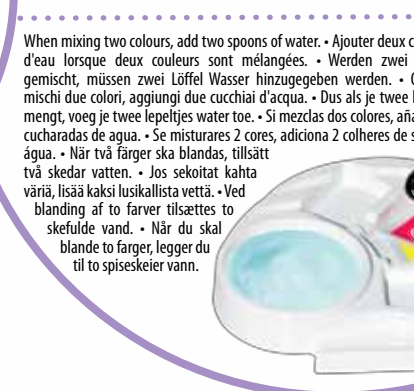 When mixing two colours, add two spoons of water. • Ajouter deux c
d'eau lorsque deux couleurs sont mélangées. • Werden zwei
gemischt, müssen zwei Löffel Wasser hinzugegeben werden. •
mischi due colori, aggiungi due cucchiai d'acqua. • Dus als je twee
mengt, voeg je twee lepeltjes water toe. • Si mezclas dos colores, aña
cucharadas de agua. • Se misturares 2 cores, adiciona 2 colheres de s
água. • När två färger ska blandas, tillsätt
två skedar vatten. • Jos sekoitat kahta
väriä, lisää kaksi lusikallista vettä. • Ved
blanding af to farver tilsættes to
skefulde vand. • Når du skal
blande to farger, legger du
til to spiseskeier vann.